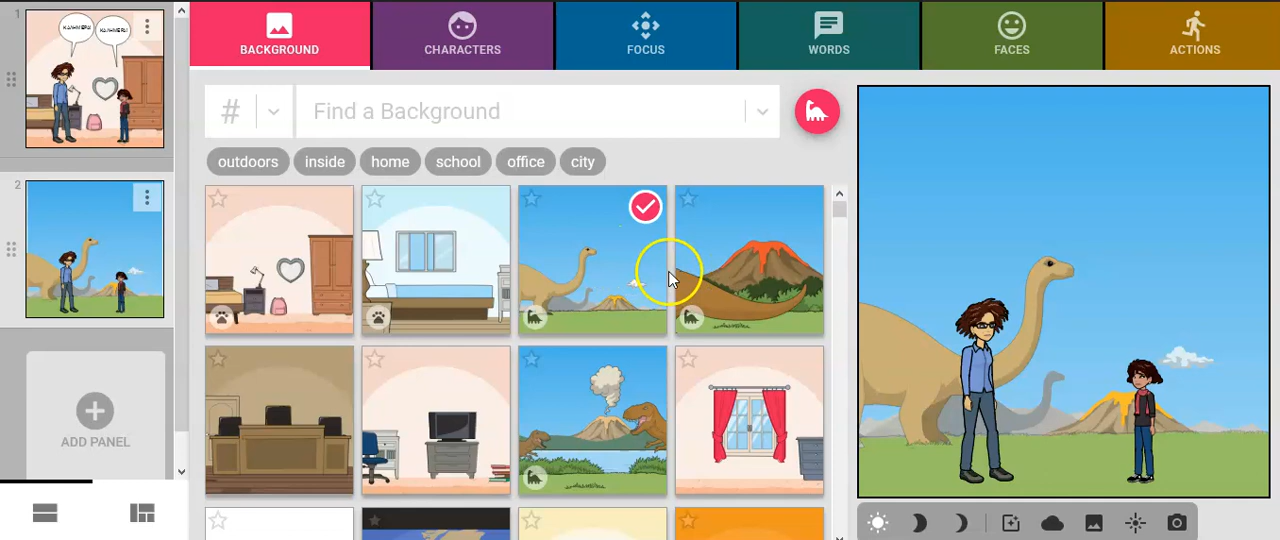 1
BACKGROUND
CHARACTERS
FOCUS
WORDS
FACES
ACTIONS
# Find a Background
outdoors inside home school office city
2
ADD PANEL